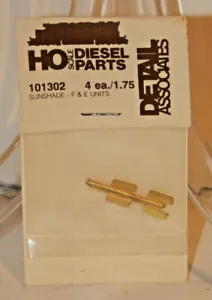 HO SCALE DIESEL PARTS
101302 4 ea./1.75
SUNSHADE - F & E UNITS
DETAIL ASSOCIATES